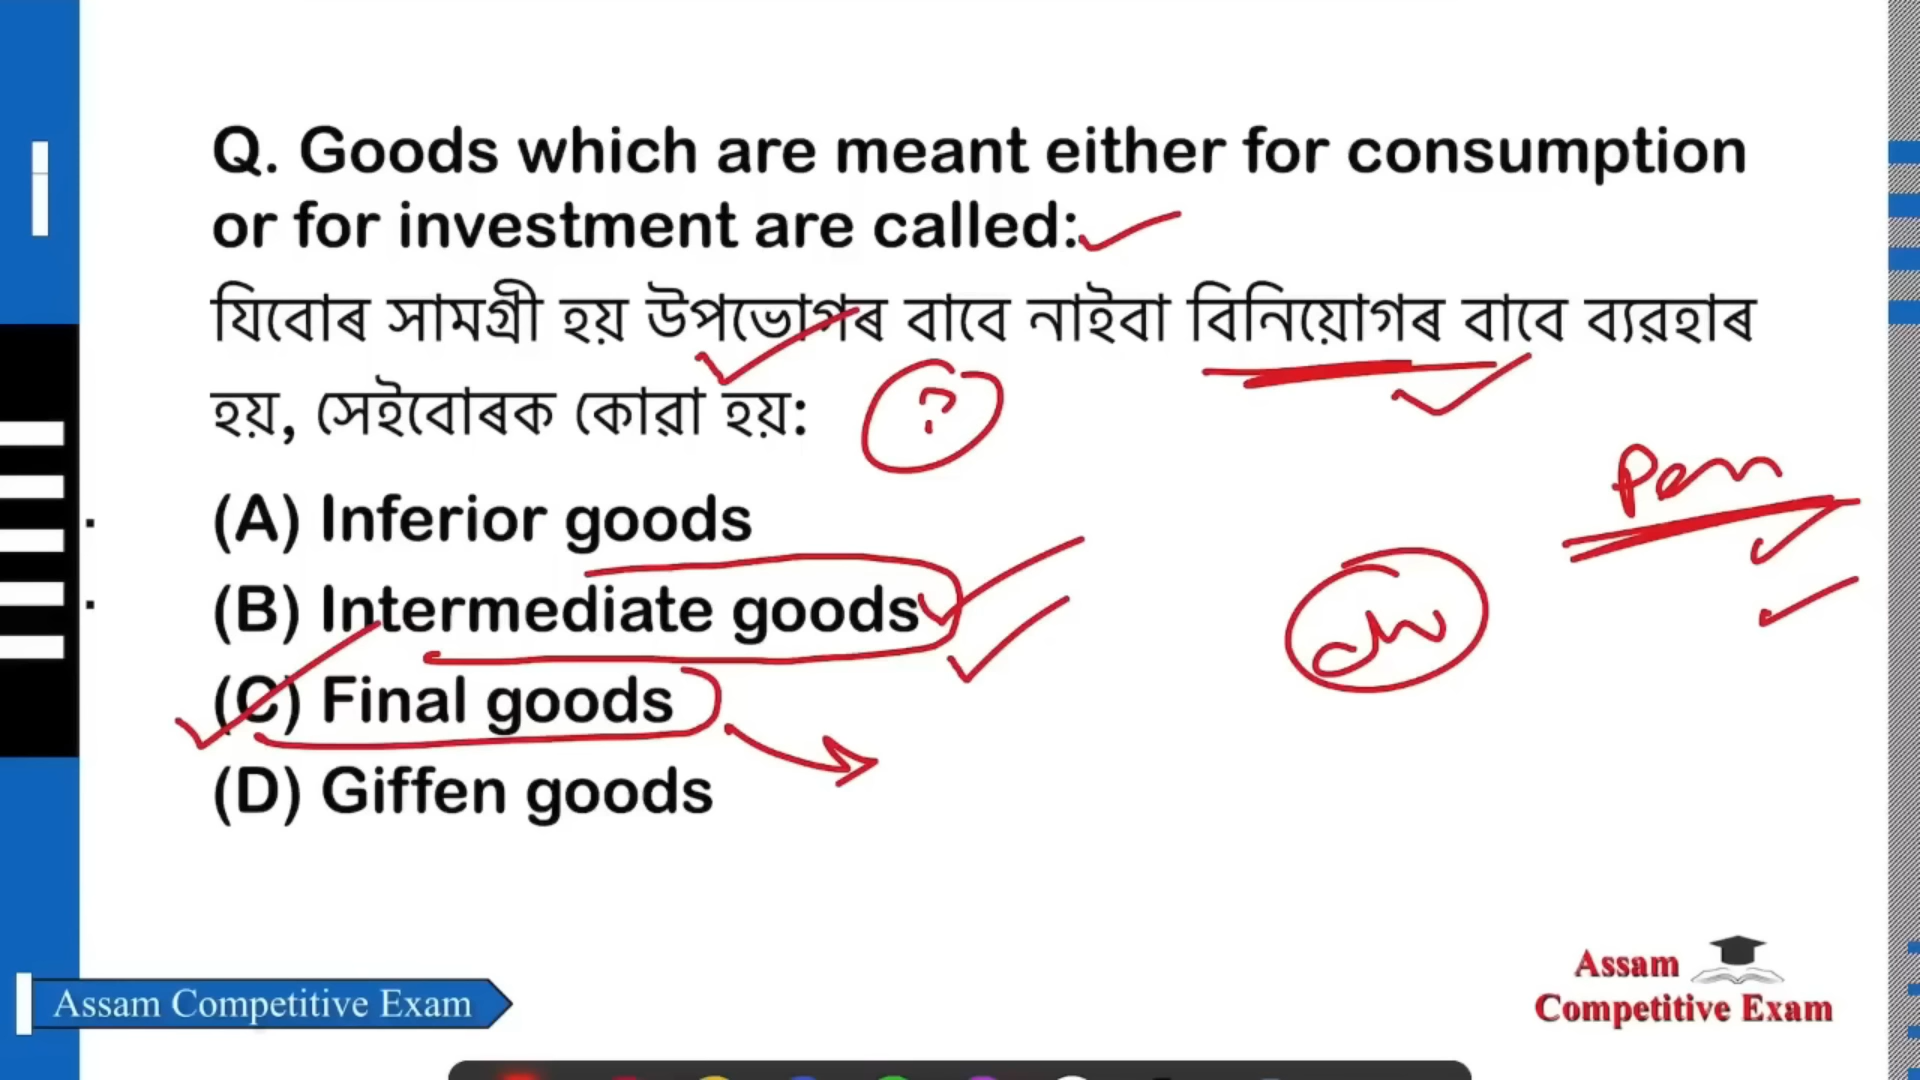 Q. Goods which are meant either for consumption
or for investment are called:
যিবোৰ সামগ্ৰী হয় উপভোগৰ বাবে নাইবা বিনিয়োগৰ বাবে ব্যৱহাৰ
হয়, সেইবোৰক কোৱা হয়:
?
Pen
(A) Inferior goods
(B) Intermediate goods
(C) Final goods
(D) Giffen goods
Assam Competitive Exam
Assam
Competitive Exam